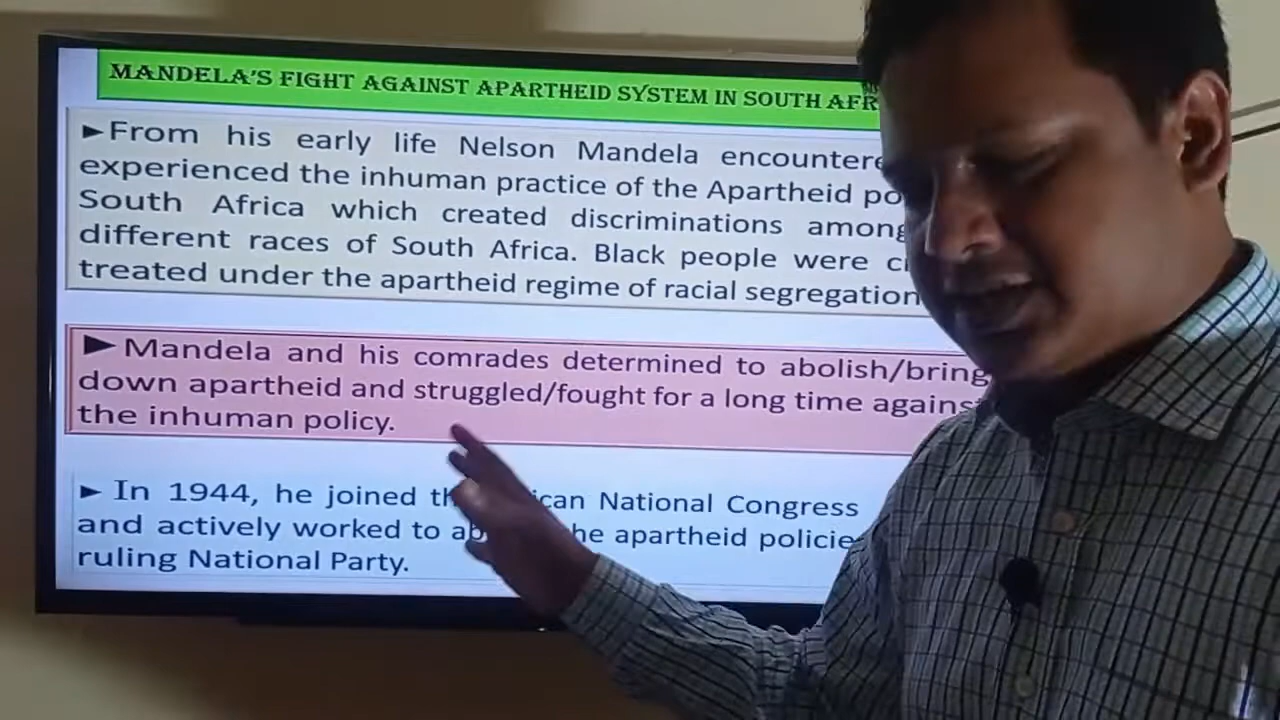 MANDELA'S FIGHT AGAINST APARTHEID SYSTEM IN SOUTH AFR
►From his early life Nelson Mandela encountere
experienced the inhuman practice of the Apartheid po
South Africa which created discriminations among
different races of South Africa. Black people were c
treated under the apartheid regime of racial segregation
►Mandela and his comrades determined to abolish/bring
down apartheid and struggled/fought for a long time agains
the inhuman policy.
► In 1944, he joined th ican National Congress
and actively worked to ab he apartheid policie
ruling National Party.